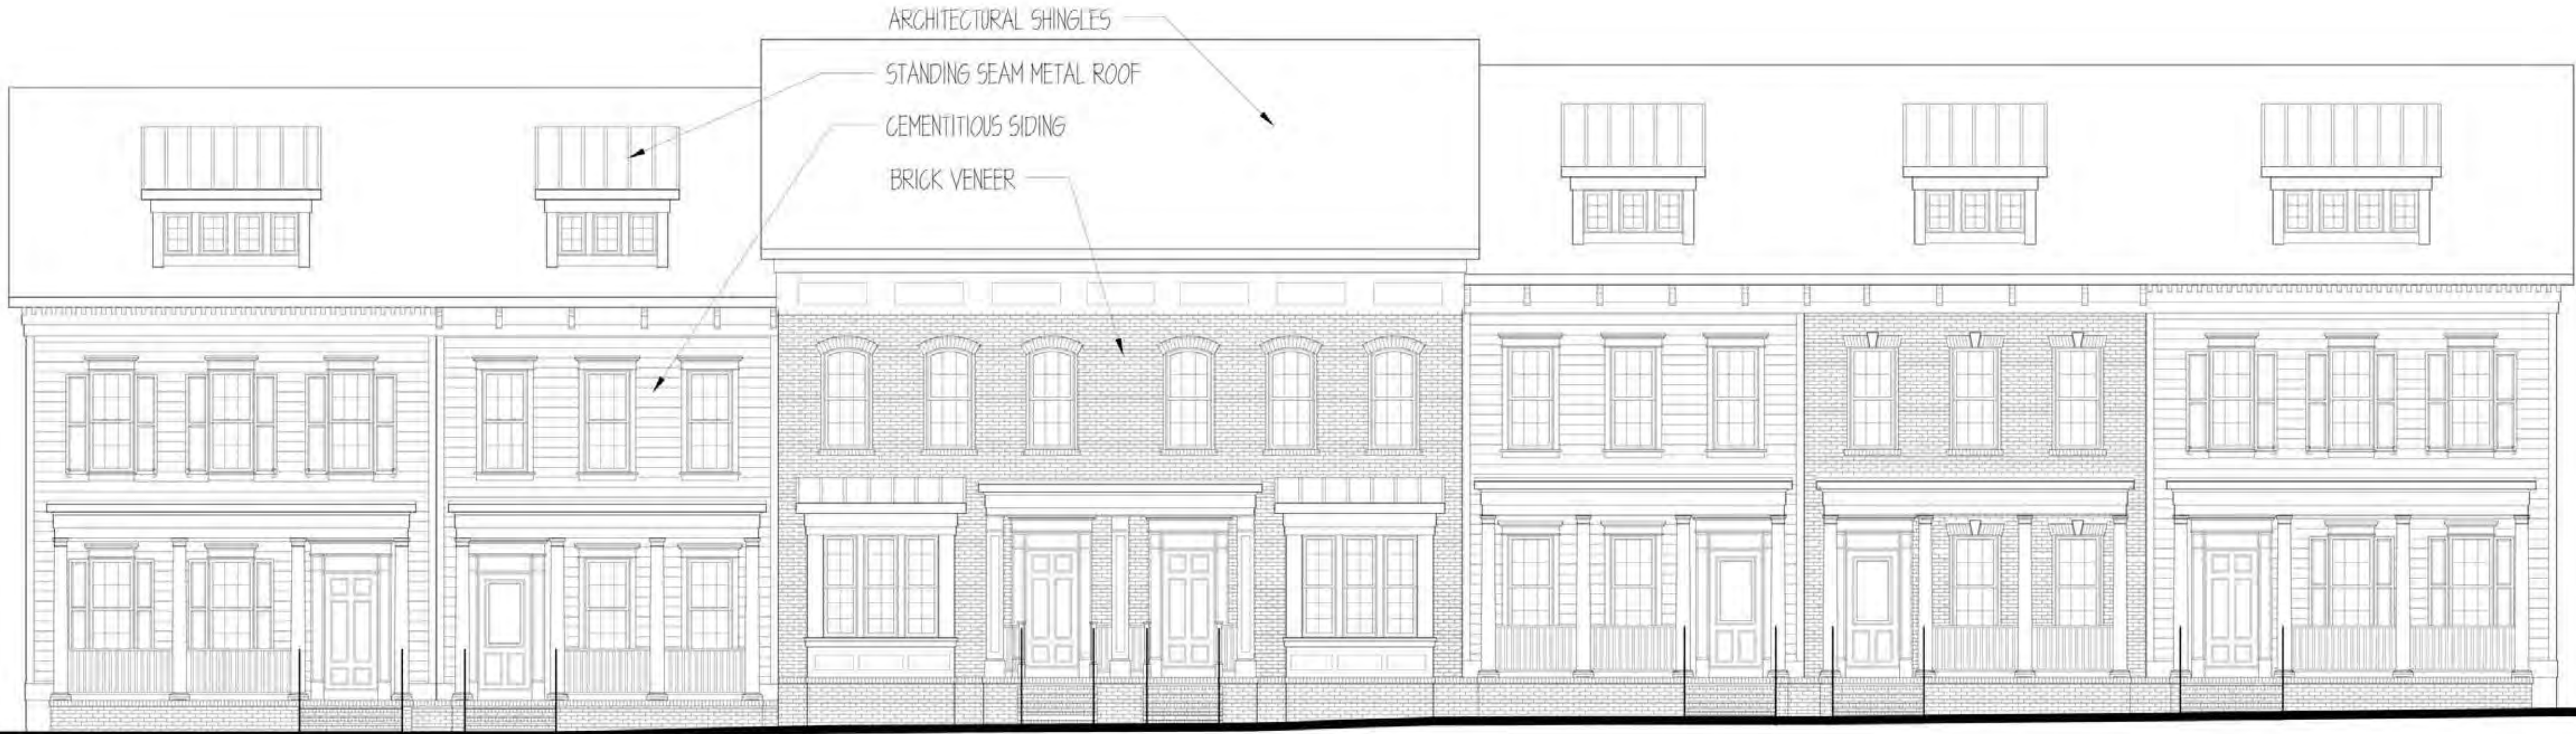 ARCHITECTURAL SHINGLES
STANDING SEAM METAL ROOF
CEMENTITIOUS SIDING
BRICK VENEER